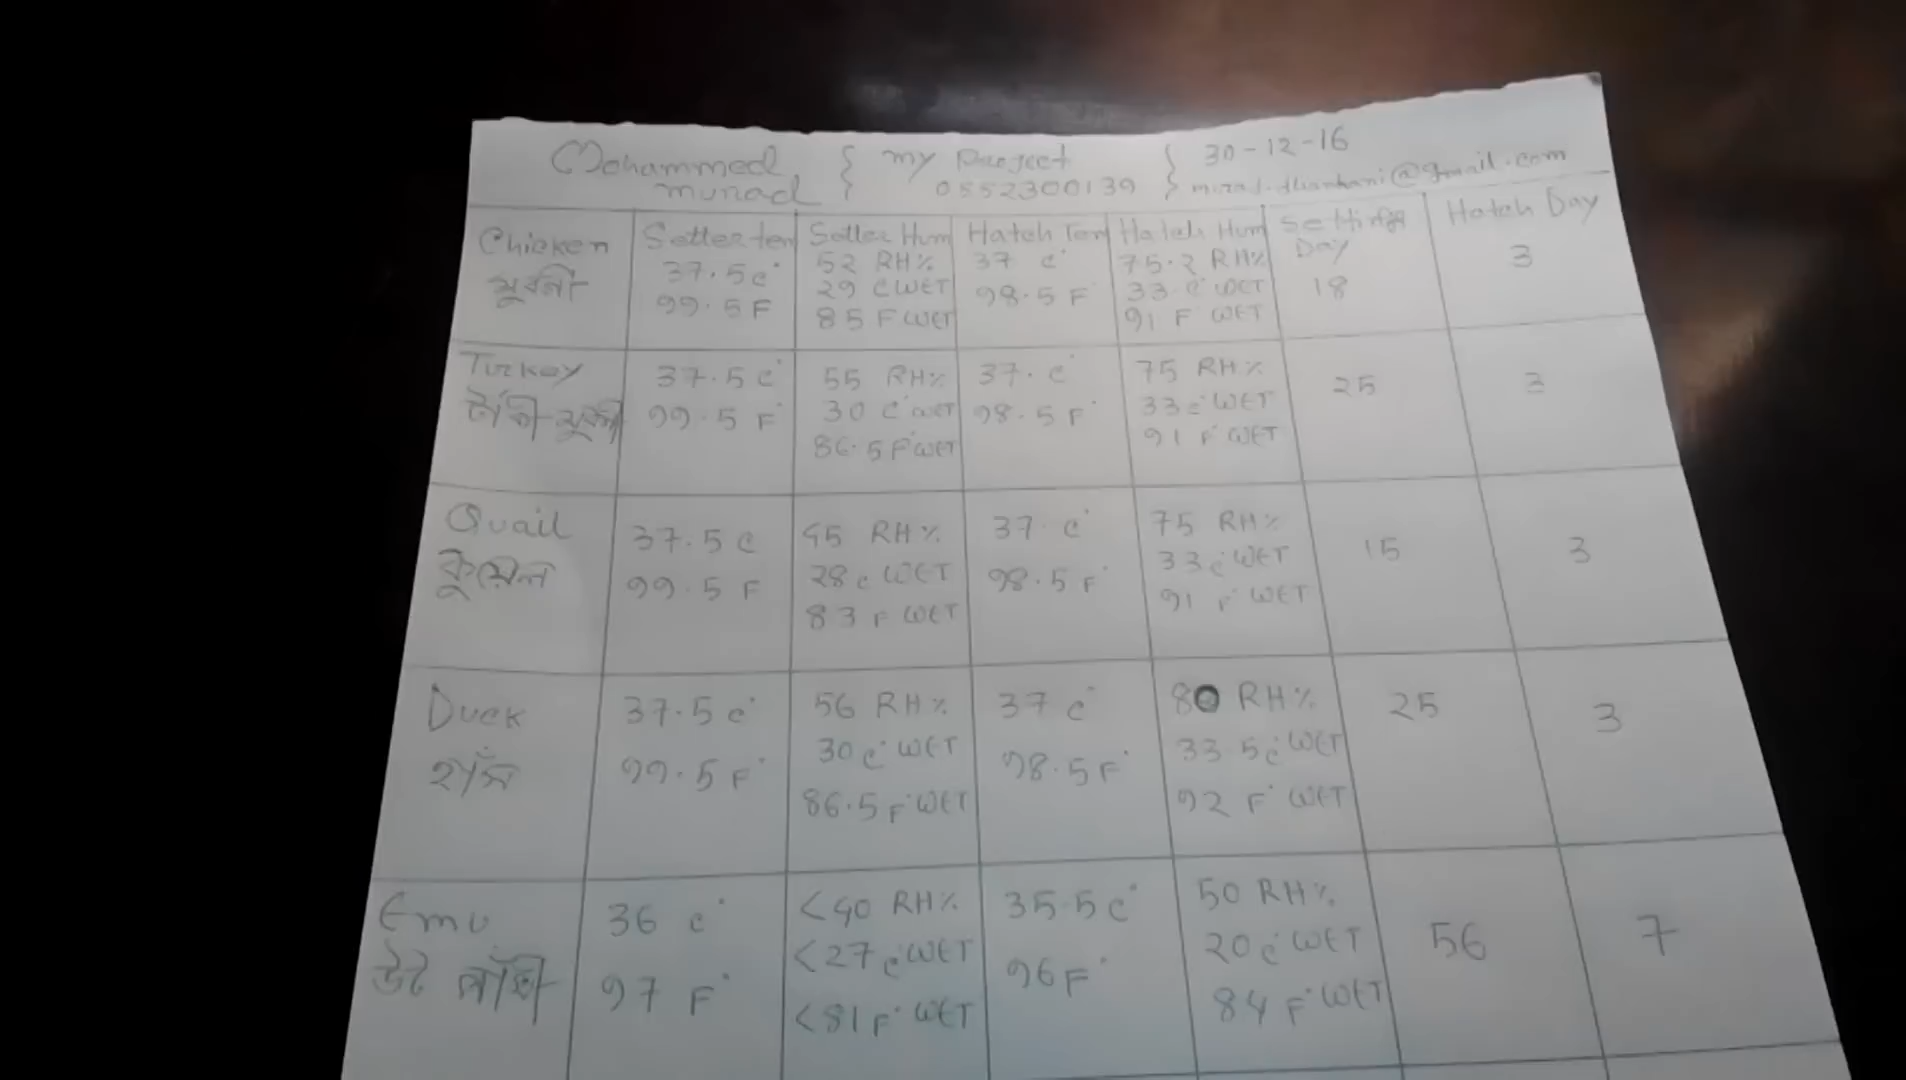 Mohammed { my Project } 30-12-16
murad { 0552300139 } @gmail.com
Chicken Setter tem Setter Hum Hatch Tem Hatch Hum Setting Day Hatch Day
মুরগী
37.5 c°
99.5 F
52 RH%
29 c WET
85 F WET
37 c°
98.5 F°
75.2 RH%
33 c° WET
91 F WET
18
3
Turkey
টার্কী মুরগী
37.5 c°
99.5 F°
55 RH%
30 c° WET
86.5 F° WET
37. c°
98.5 F°
75 RH%
33 c° WET
91 F° WET
25
3
Quail
কুয়েল
37.5 c
99.5 F
45 RH%
28 c WET
83 F WET
37 c°
98.5 F°
75 RH%
33 c° WET
91 F° WET
15
3
Duck
হাঁস
37.5 c°
99.5 F°
56 RH%
30 c° WET
86.5 F° WET
37 c°
98.5 F°
80 RH%
33.5 c° WET
92 F° WET
25
3
Emu
উট পাখী
36 c°
97 F°
<40 RH%
<27 c° WET
<81 F° WET
35.5 c°
96 F°
50 RH%
20 c° WET
84 F° WET
56
7